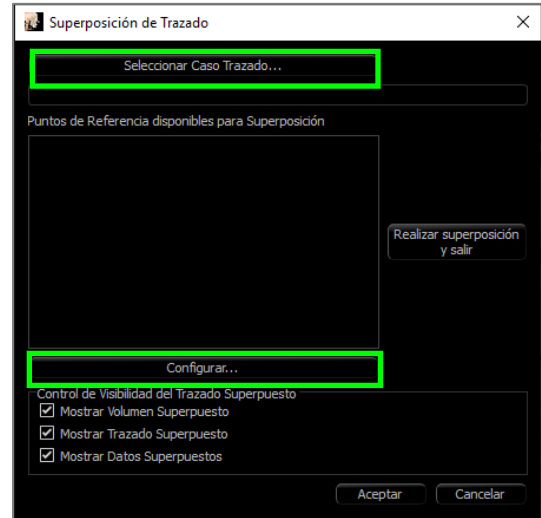 Superposición de Trazado
Seleccionar Caso Trazado...
Puntos de Referencia disponibles para Superposición
Realizar superposición
y salir
Configurar...
Control de Visibilidad del Trazado Superpuesto
Mostrar Volumen Superpuesto
Mostrar Trazado Superpuesto
Mostrar Datos Superpuestos
Aceptar
Cancelar